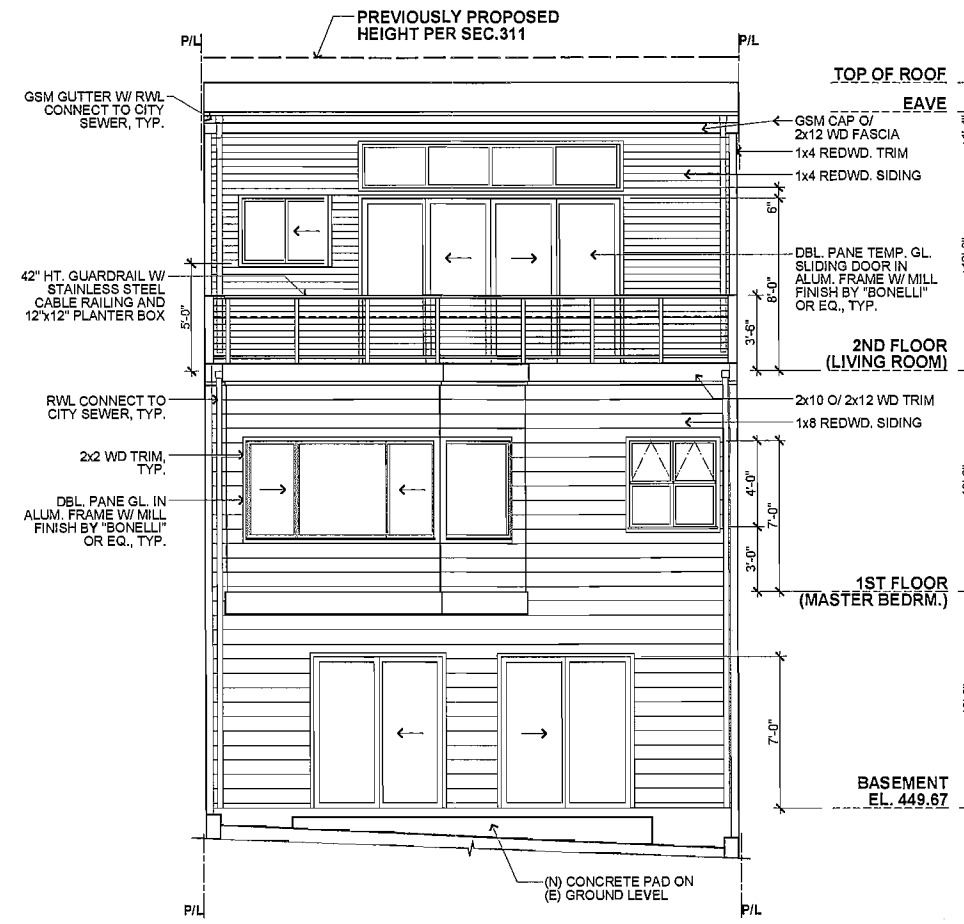 PREVIOUSLY PROPOSED
HEIGHT PER SEC.311
P/L
P/L
TOP OF ROOF
EAVE
GSM GUTTER W/ RWL
CONNECT TO CITY
SEWER, TYP.
GSM CAP O/
2x12 WD FASCIA
1x4 REDWD. TRIM
1x4 REDWD. SIDING
6"
42" HT. GUARDRAIL W/
STAINLESS STEEL
CABLE RAILING AND
12"x12" PLANTER BOX
5'-0"
DBL. PANE TEMP. GL.
SLIDING DOOR IN
ALUM. FRAME W/ MILL
FINISH BY "BONELLI"
OR EQ., TYP.
8'-0"
3'-6"
2ND FLOOR
(LIVING ROOM)
RWL CONNECT TO
CITY SEWER, TYP.
2x10 O/ 2x12 WD TRIM
1x8 REDWD. SIDING
2x2 WD TRIM,
TYP.
DBL. PANE GL. IN
ALUM. FRAME W/ MILL
FINISH BY "BONELLI"
OR EQ., TYP.
4'-0"
7'-0"
3'-0"
1ST FLOOR
(MASTER BEDRM.)
7'-0"
BASEMENT
EL. 449.67
(N) CONCRETE PAD ON
(E) GROUND LEVEL
P/L
P/L